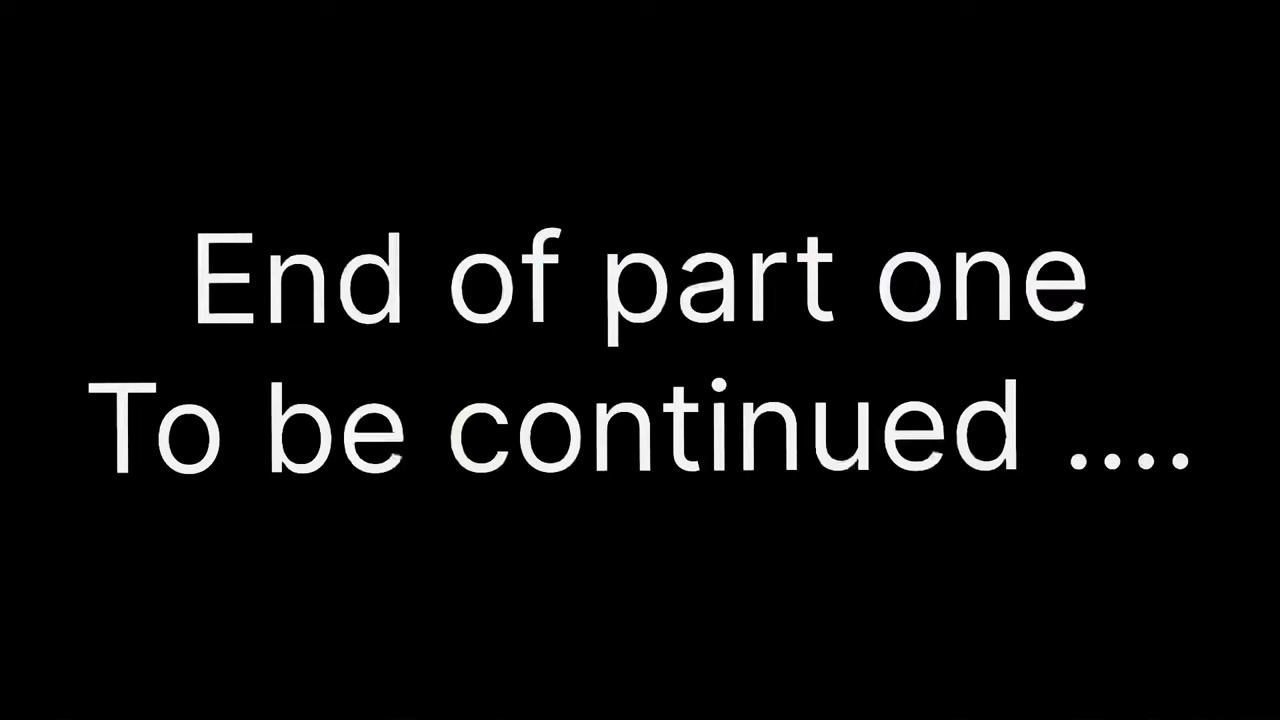 End of part one
To be continued ....